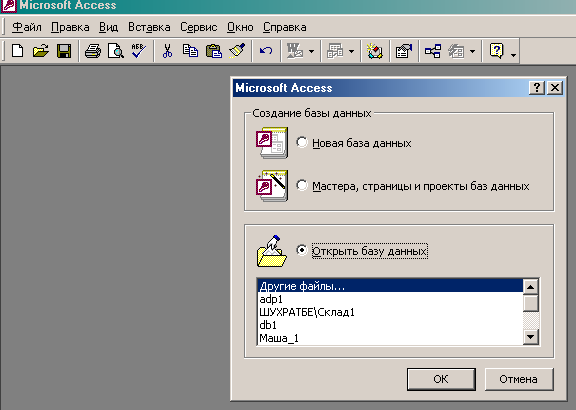 Microsoft Access
Файл Правка Вид Вставка Сервис Окно Справка
Microsoft Access
Создание базы данных
Новая база данных
Мастера, страницы и проекты баз данных
Открыть базу данных
Другие файлы...
adp1
ШУХРАТБЕ\Склад1
db1
Маша_1
ОК
Отмена